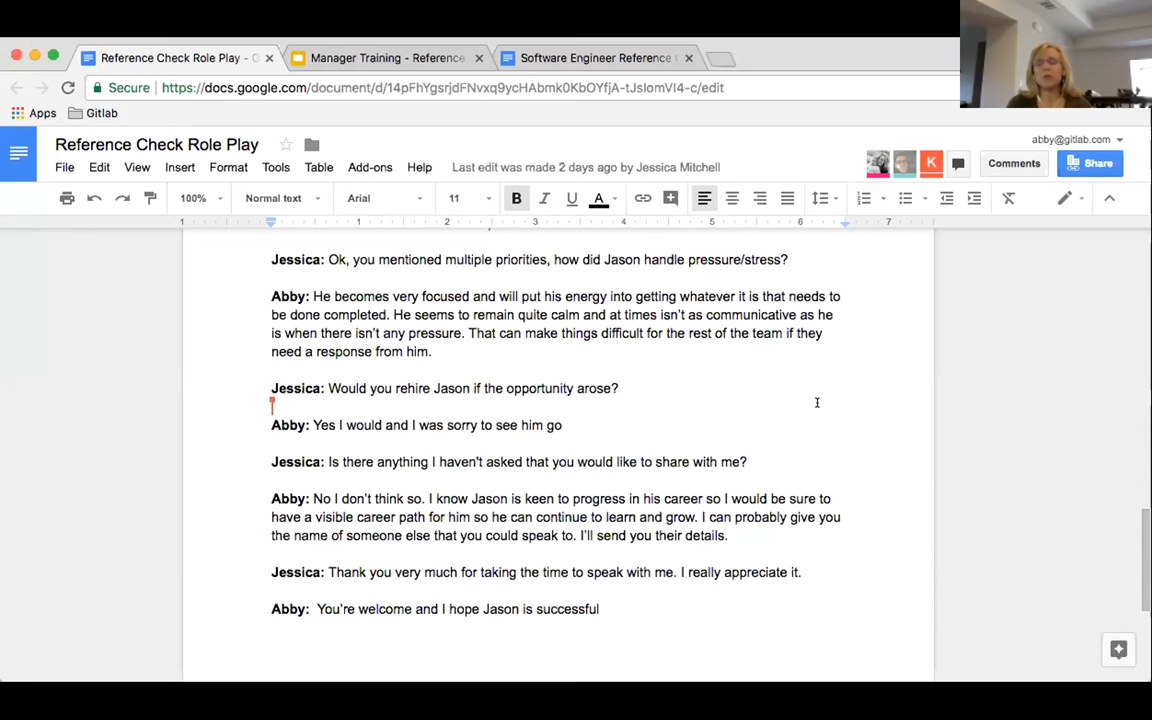 Reference Check Role Play - G
Manager Training - Reference
Software Engineer Reference
Secure
https://docs.google.com/document/d/14pFhYgsrjdFNvxq9ycHAbmk0KbOYfjA-tJsIomVI4-c/edit
Apps
Gitlab
Reference Check Role Play
abby@gitlab.com
File Edit View Insert Format Tools Table Add-ons Help
Last edit was made 2 days ago by Jessica Mitchell
K
Comments
Share
100% Normal text Arial 11 B I U A
1 1 2 3 4 5 6 7
Jessica: Ok, you mentioned multiple priorities, how did Jason handle pressure/stress?
Abby: He becomes very focused and will put his energy into getting whatever it is that needs to
be done completed. He seems to remain quite calm and at times isn't as communicative as he
is when there isn't any pressure. That can make things difficult for the rest of the team if they
need a response from him.
Jessica: Would you rehire Jason if the opportunity arose?
Abby: Yes I would and I was sorry to see him go
Jessica: Is there anything I haven't asked that you would like to share with me?
Abby: No I don't think so. I know Jason is keen to progress in his career so I would be sure to
have a visible career path for him so he can continue to learn and grow. I can probably give you
the name of someone else that you could speak to. I'll send you their details.
Jessica: Thank you very much for taking the time to speak with me. I really appreciate it.
Abby: You're welcome and I hope Jason is successful